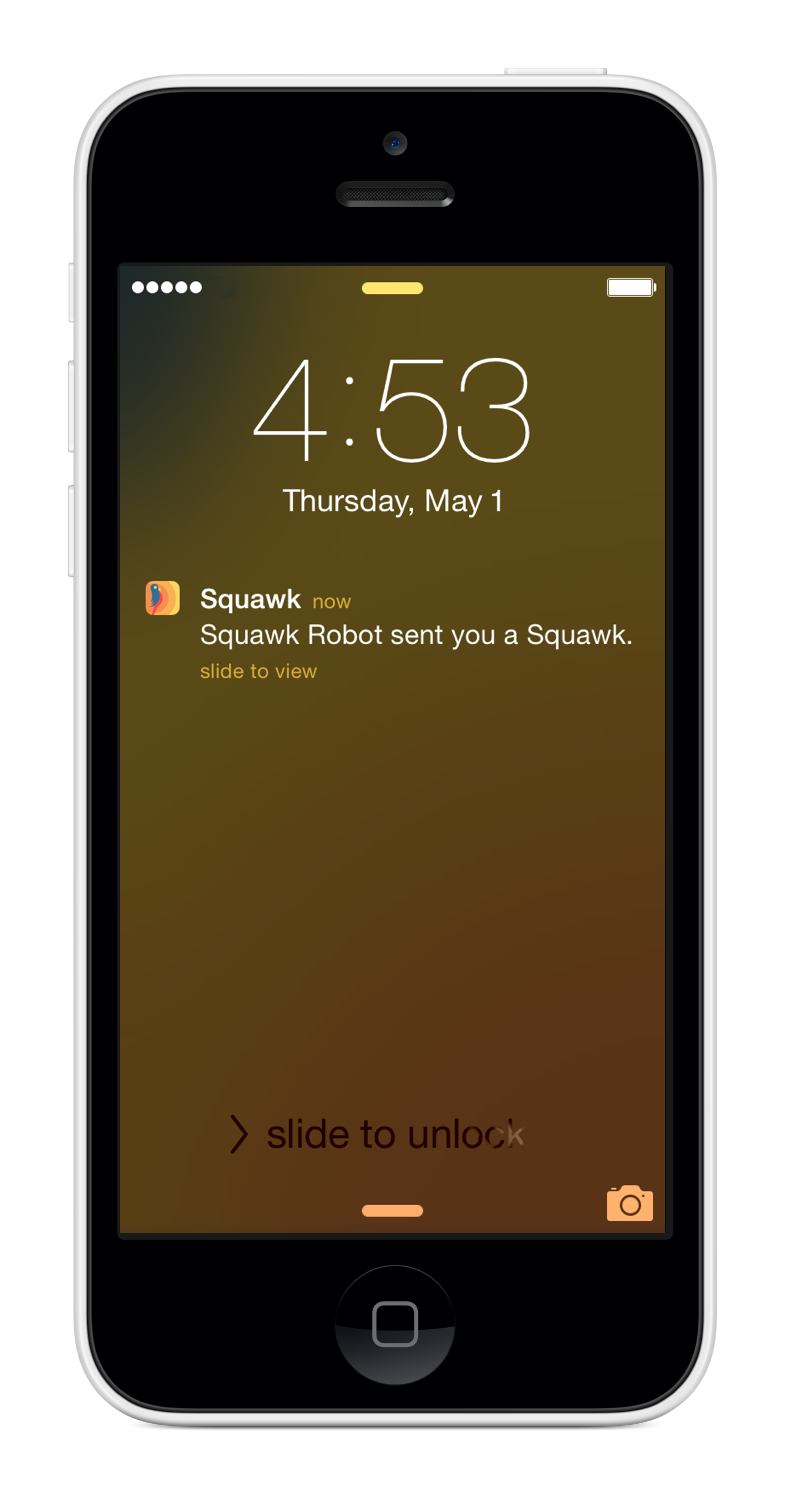 4:53
Thursday, May 1
Squawk now
Squawk Robot sent you a Squawk.
slide to view
slide to unlock